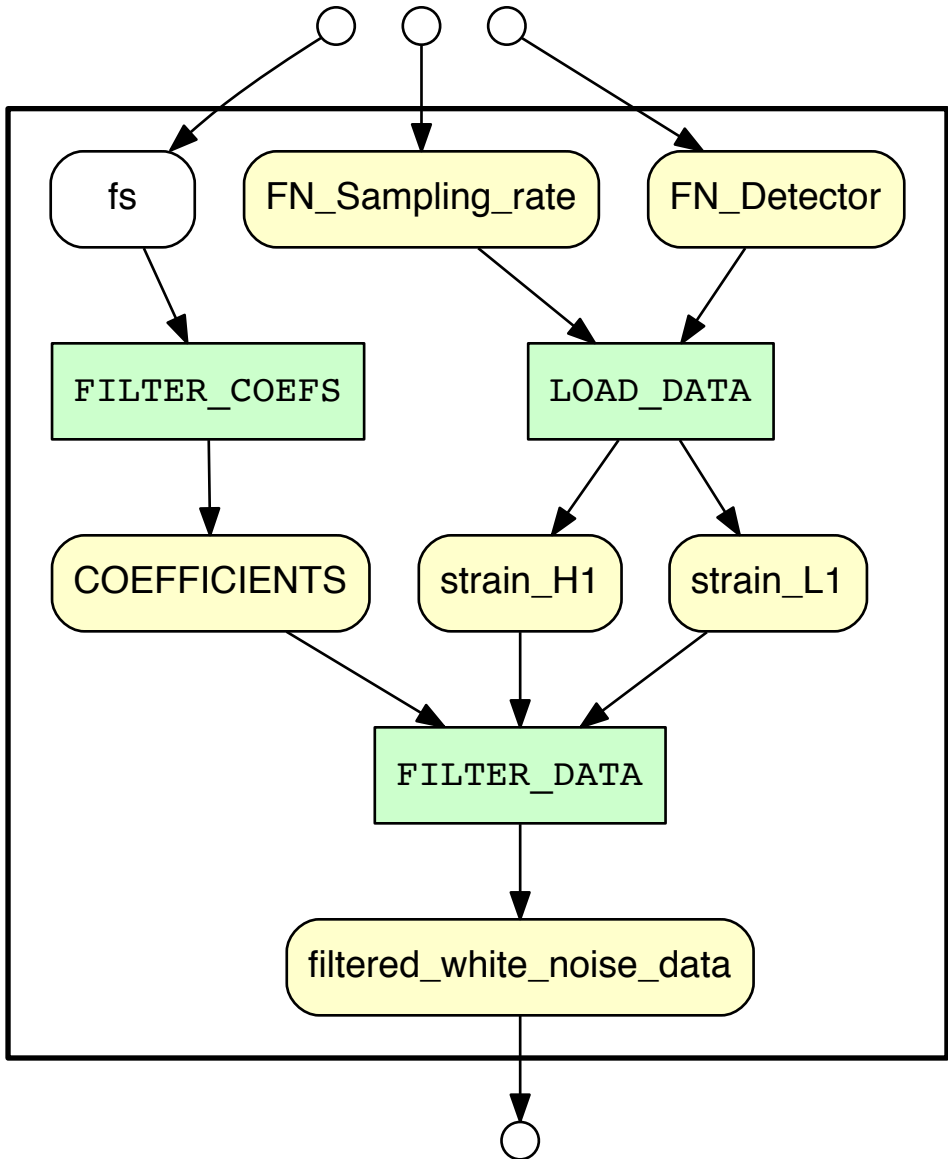 fs
FN_Sampling_rate
FN_Detector
FILTER_COEFS
LOAD_DATA
COEFFICIENTS
strain_H1
strain_L1
FILTER_DATA
filtered_white_noise_data